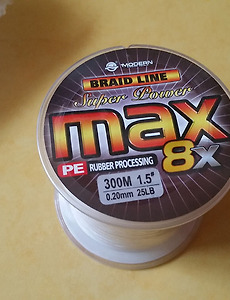 MODERN
BRAID LINE
Super Power
max
PE RUBBER PROCESSING 8X
300M 1.5#
0.20mm 25LB